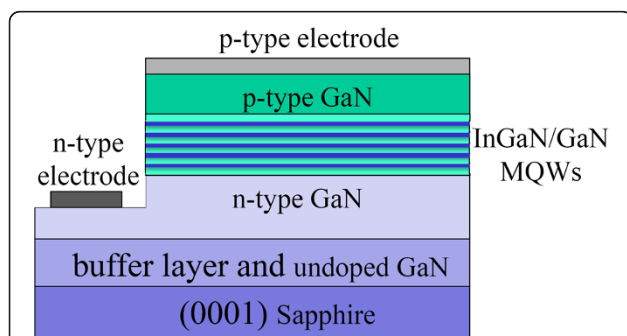 p-type electrode
p-type GaN
n-type
electrode
InGaN/GaN
MQWs
n-type GaN
buffer layer and undoped GaN
(0001) Sapphire